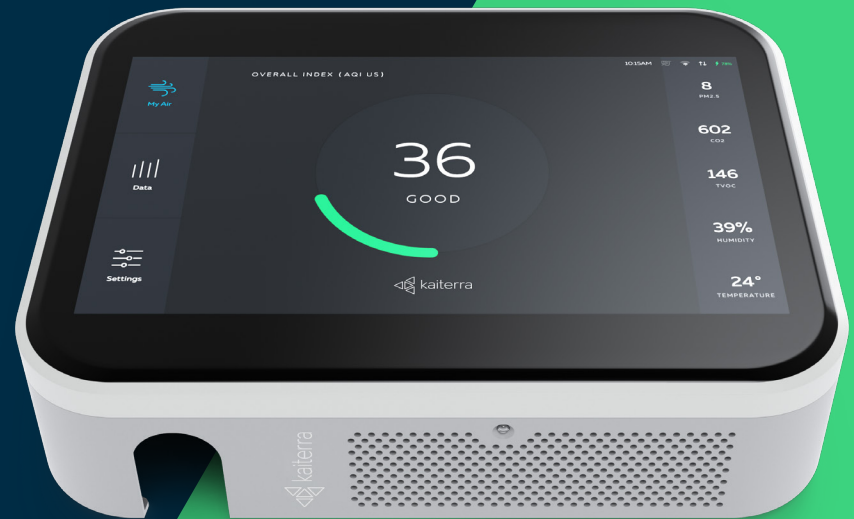 OVERALL INDEX (AQI US)
10:15AM
78%
My Air
Data
Settings
36
GOOD
kaiterra
8
PM2.5
602
CO2
146
TVOC
39%
HUMIDITY
24°
TEMPERATURE
kaiterra